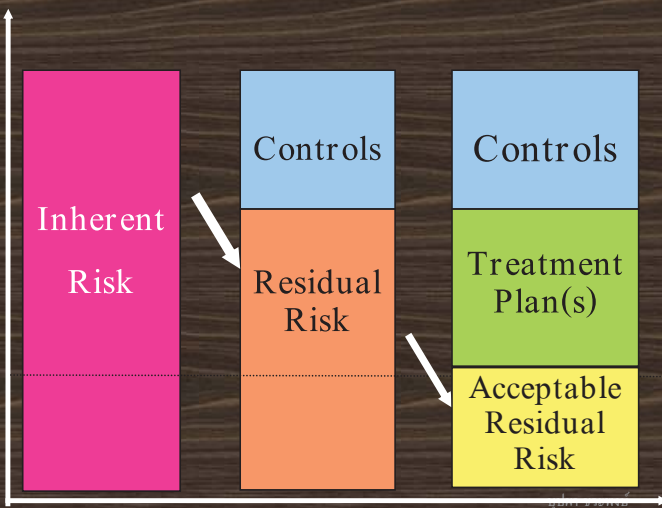 Inherent
Risk
Controls
Residual
Risk
Controls
Treatment
Plan(s)
Acceptable
Residual
Risk